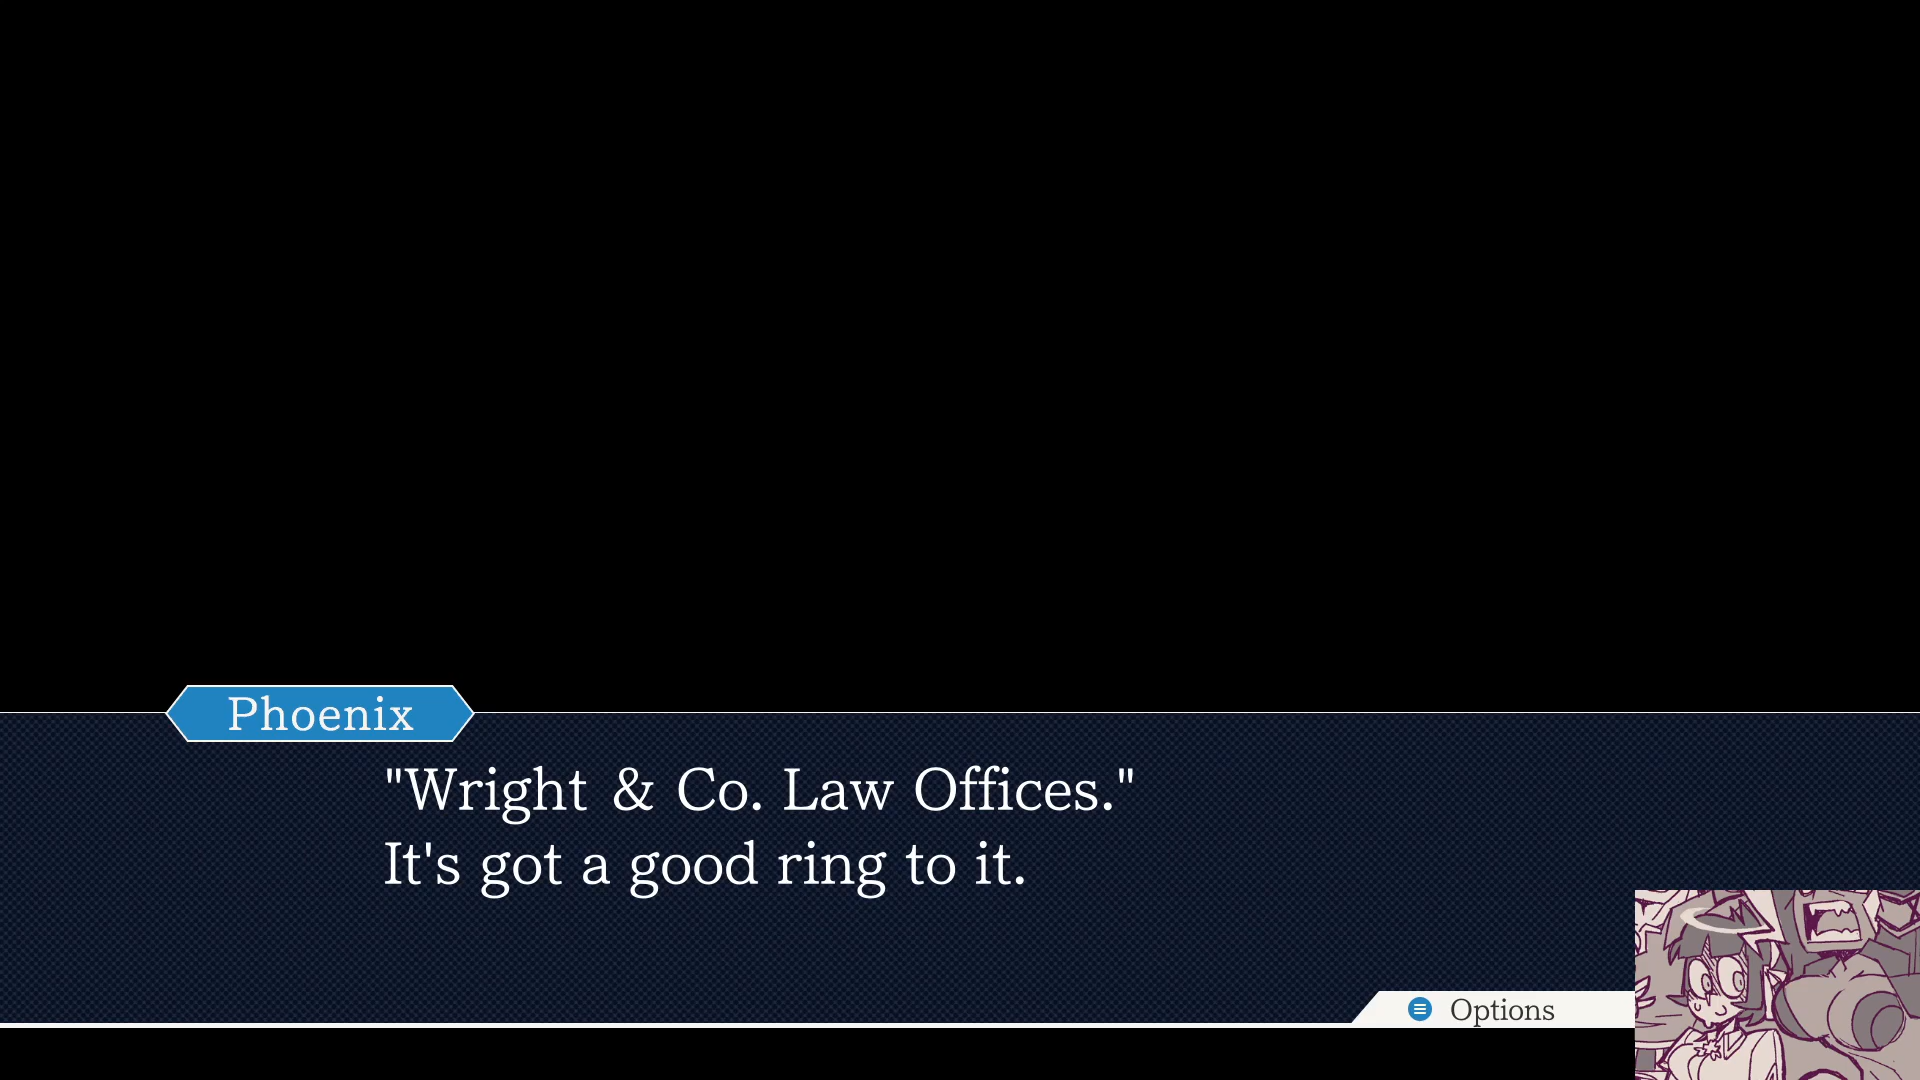 Phoenix
"Wright & Co. Law Offices."
It's got a good ring to it.
Options